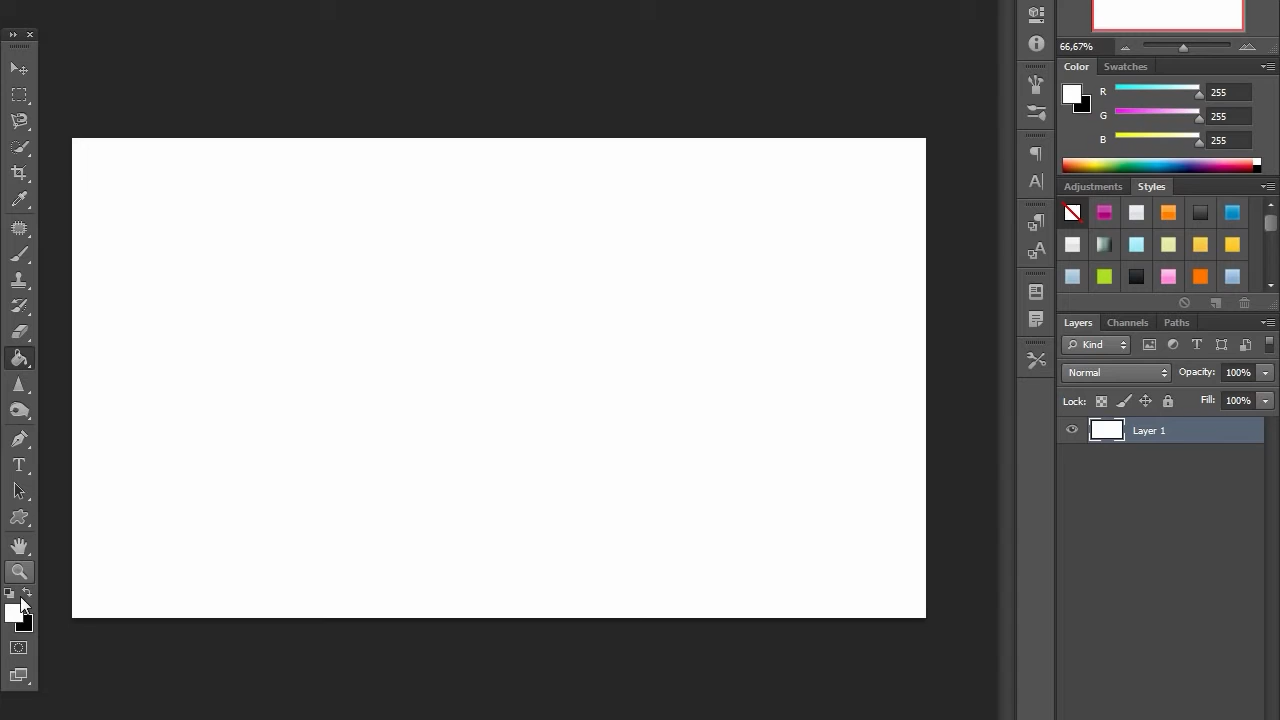 66,67%
Color Swatches
R 255
G 255
B 255
Adjustments Styles
Layers Channels Paths
Kind
Normal Opacity: 100%
Lock: Fill: 100%
Layer 1